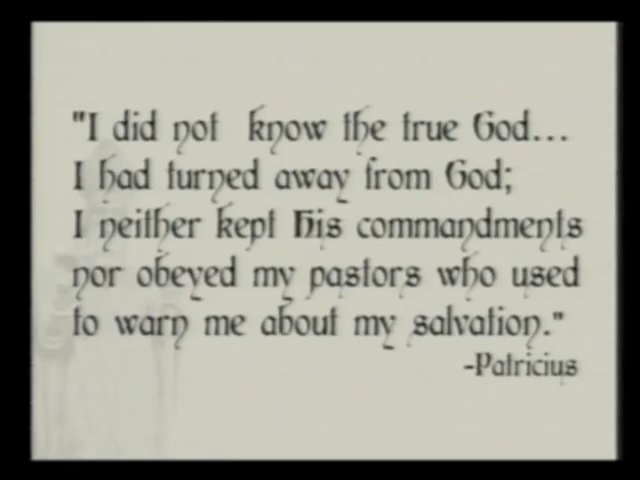 "I did not know the true God...
I had turned away from God;
I neither kept His commandments
nor obeyed my pastors who used
to warn me about my salvation."
-Patricius